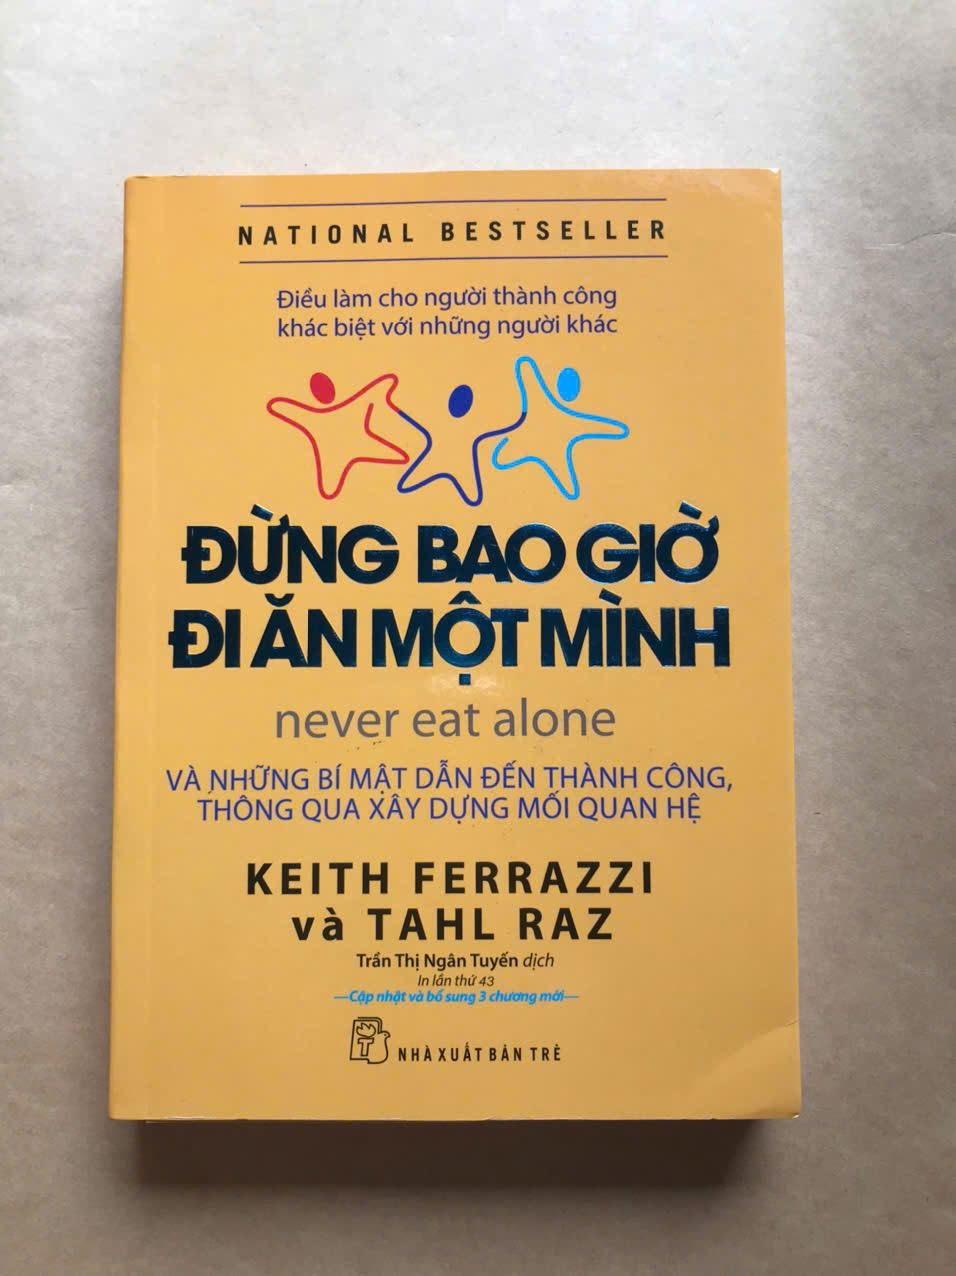 NATIONAL BESTSELLER
Điều làm cho người thành công
khác biệt với những người khác
ĐỪNG BAO GIỜ
ĐI ĂN MỘT MÌNH
never eat alone
VÀ NHỮNG BÍ MẬT DẪN ĐẾN THÀNH CÔNG,
THÔNG QUA XÂY DỰNG MỐI QUAN HỆ
KEITH FERRAZZI
và TAHL RAZ
Trần Thị Ngân Tuyến dịch
In lần thứ 43
—Cập nhật và bổ sung 3 chương mới—
T
NHÀ XUẤT BẢN TRẺ